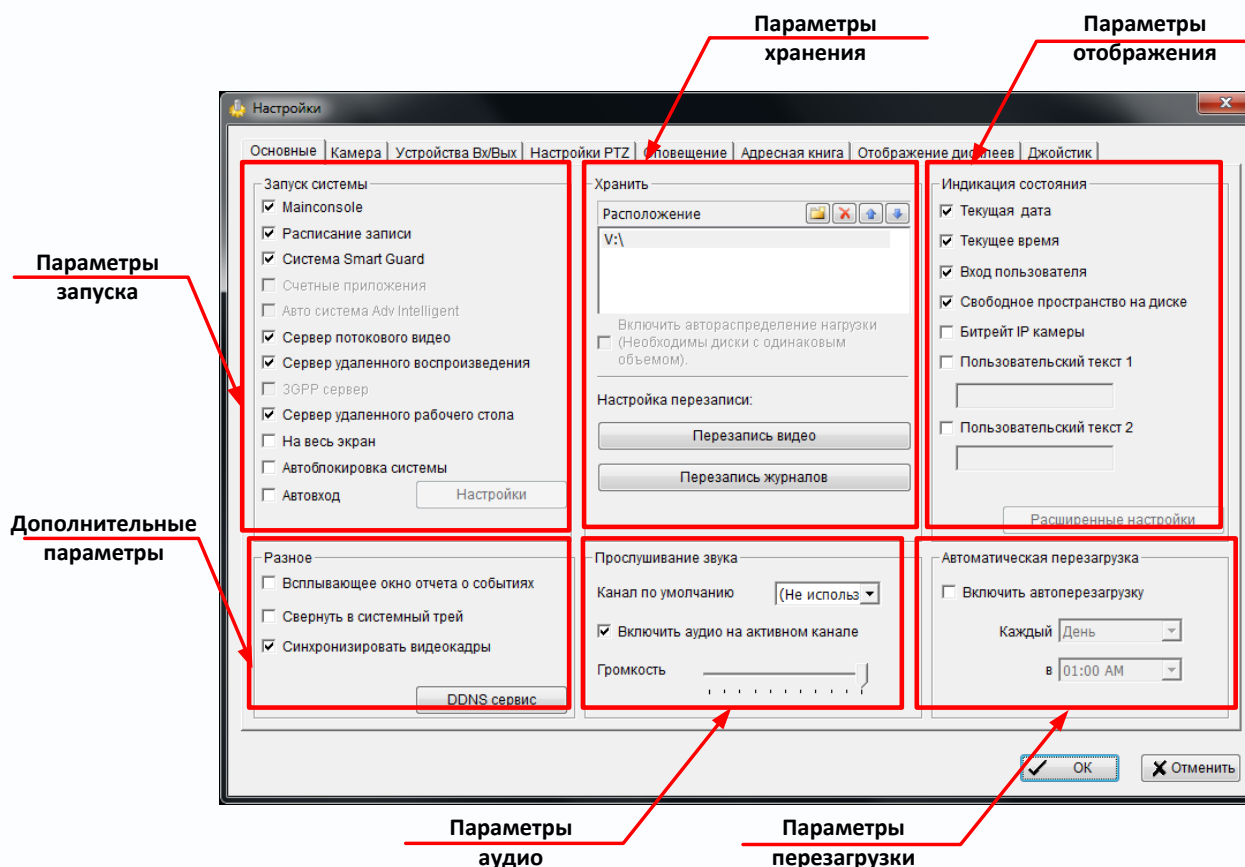 Параметры
хранения
Параметры
отображения
Настройки
Основные Камера Устройства Вх/Вых Настройки PTZ Оповещение Адресная книга Отображение дисплеев Джойстик
Параметры
запуска
Запуск системы
Mainconsole
Расписание записи
Система Smart Guard
Счетные приложения
Авто система Adv Intelligent
Сервер потокового видео
Сервер удаленного воспроизведения
3GPP сервер
Сервер удаленного рабочего стола
На весь экран
Автоблокировка системы
Автовход Настройки
Хранить
Расположение
V:\
Включить автораспределение нагрузки
(Необходимы диски с одинаковым
объемом).
Настройка перезаписи:
Перезапись видео
Перезапись журналов
Индикация состояния
Текущая дата
Текущее время
Вход пользователя
Свободное пространство на диске
Битрейт IP камеры
Пользовательский текст 1
Пользовательский текст 2
Расширенные настройки
Дополнительные
параметры
Разное
Всплывающее окно отчета о событиях
Свернуть в системный трей
Синхронизировать видеокадры
DDNS сервис
Прослушивание звука
Канал по умолчанию (Не использ
Включить аудио на активном канале
Громкость
Автоматическая перезагрузка
Включить автоперезагрузку
Каждый День
в 01:00 AM
OK Отменить
Параметры
аудио
Параметры
перезагрузки